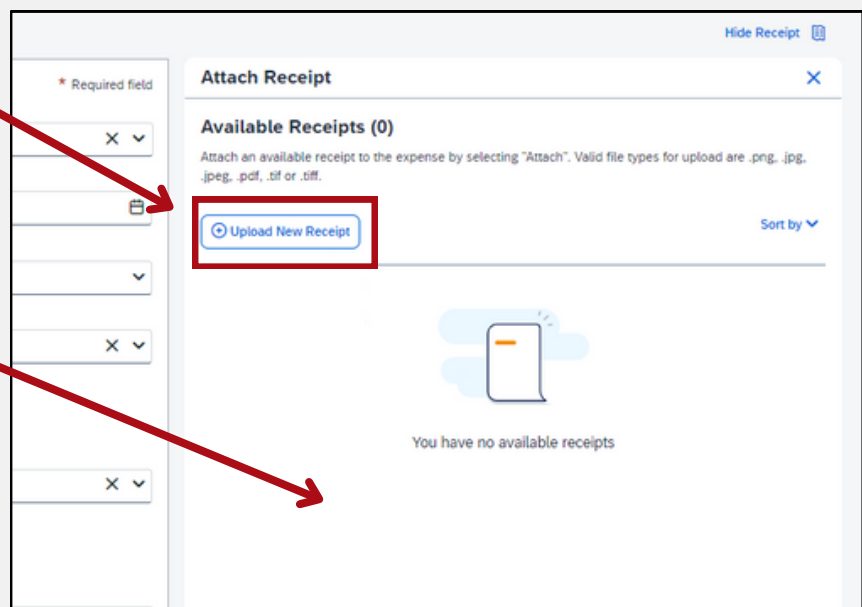 Hide Receipt
* Required field
Attach Receipt
Available Receipts (0)
Attach an available receipt to the expense by selecting "Attach". Valid file types for upload are .png, .jpg,
.jpeg, .pdf, .tif or .tiff.
Upload New Receipt
Sort by
You have no available receipts